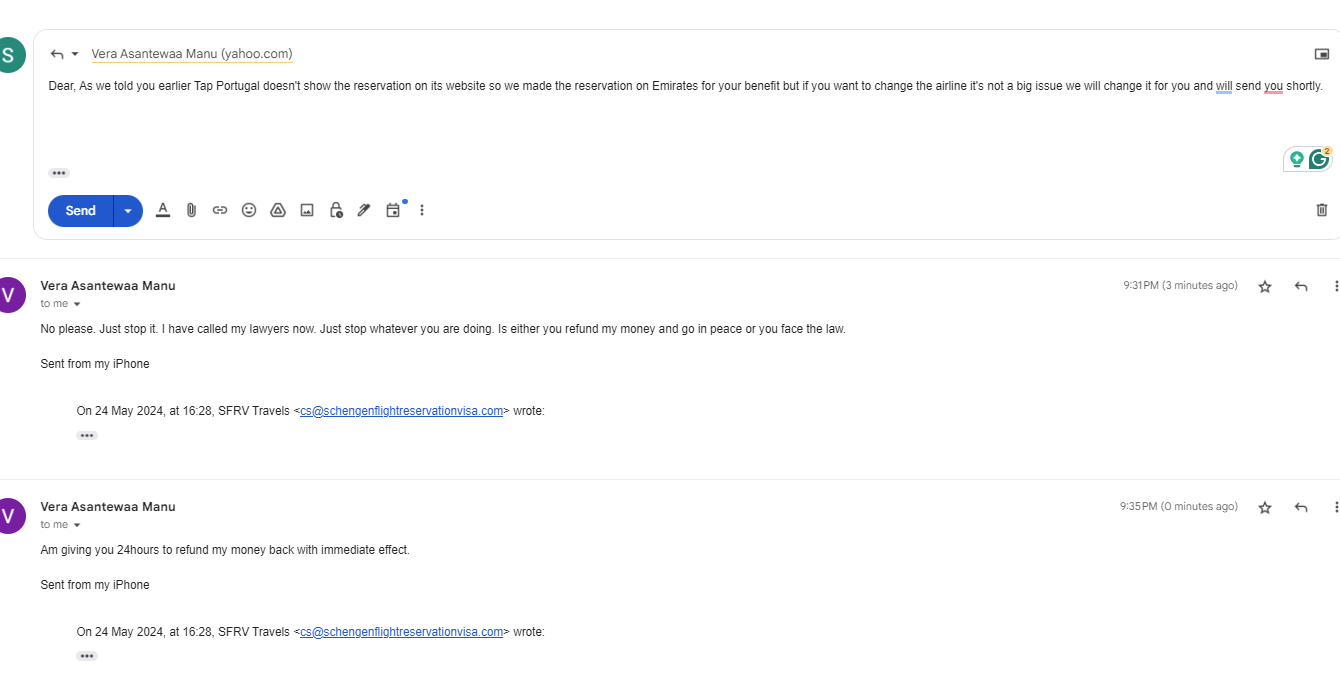 S
Vera Asantewaa Manu (yahoo.com)
Dear, As we told you earlier Tap Portugal doesn't show the reservation on its website so we made the reservation on Emirates for your benefit but if you want to change the airline it's not a big issue we will change it for you and will send you shortly.
2
Send
V
Vera Asantewaa Manu
9:31 PM (3 minutes ago)
to me
No please. Just stop it. I have called my lawyers now. Just stop whatever you are doing. Is either you refund my money and go in peace or you face the law.
Sent from my iPhone
On 24 May 2024, at 16:28, SFRV Travels <cs@schengenflightreservationvisa.com> wrote:
V
Vera Asantewaa Manu
9:35 PM (0 minutes ago)
to me
Am giving you 24hours to refund my money back with immediate effect.
Sent from my iPhone
On 24 May 2024, at 16:28, SFRV Travels <cs@schengenflightreservationvisa.com> wrote: